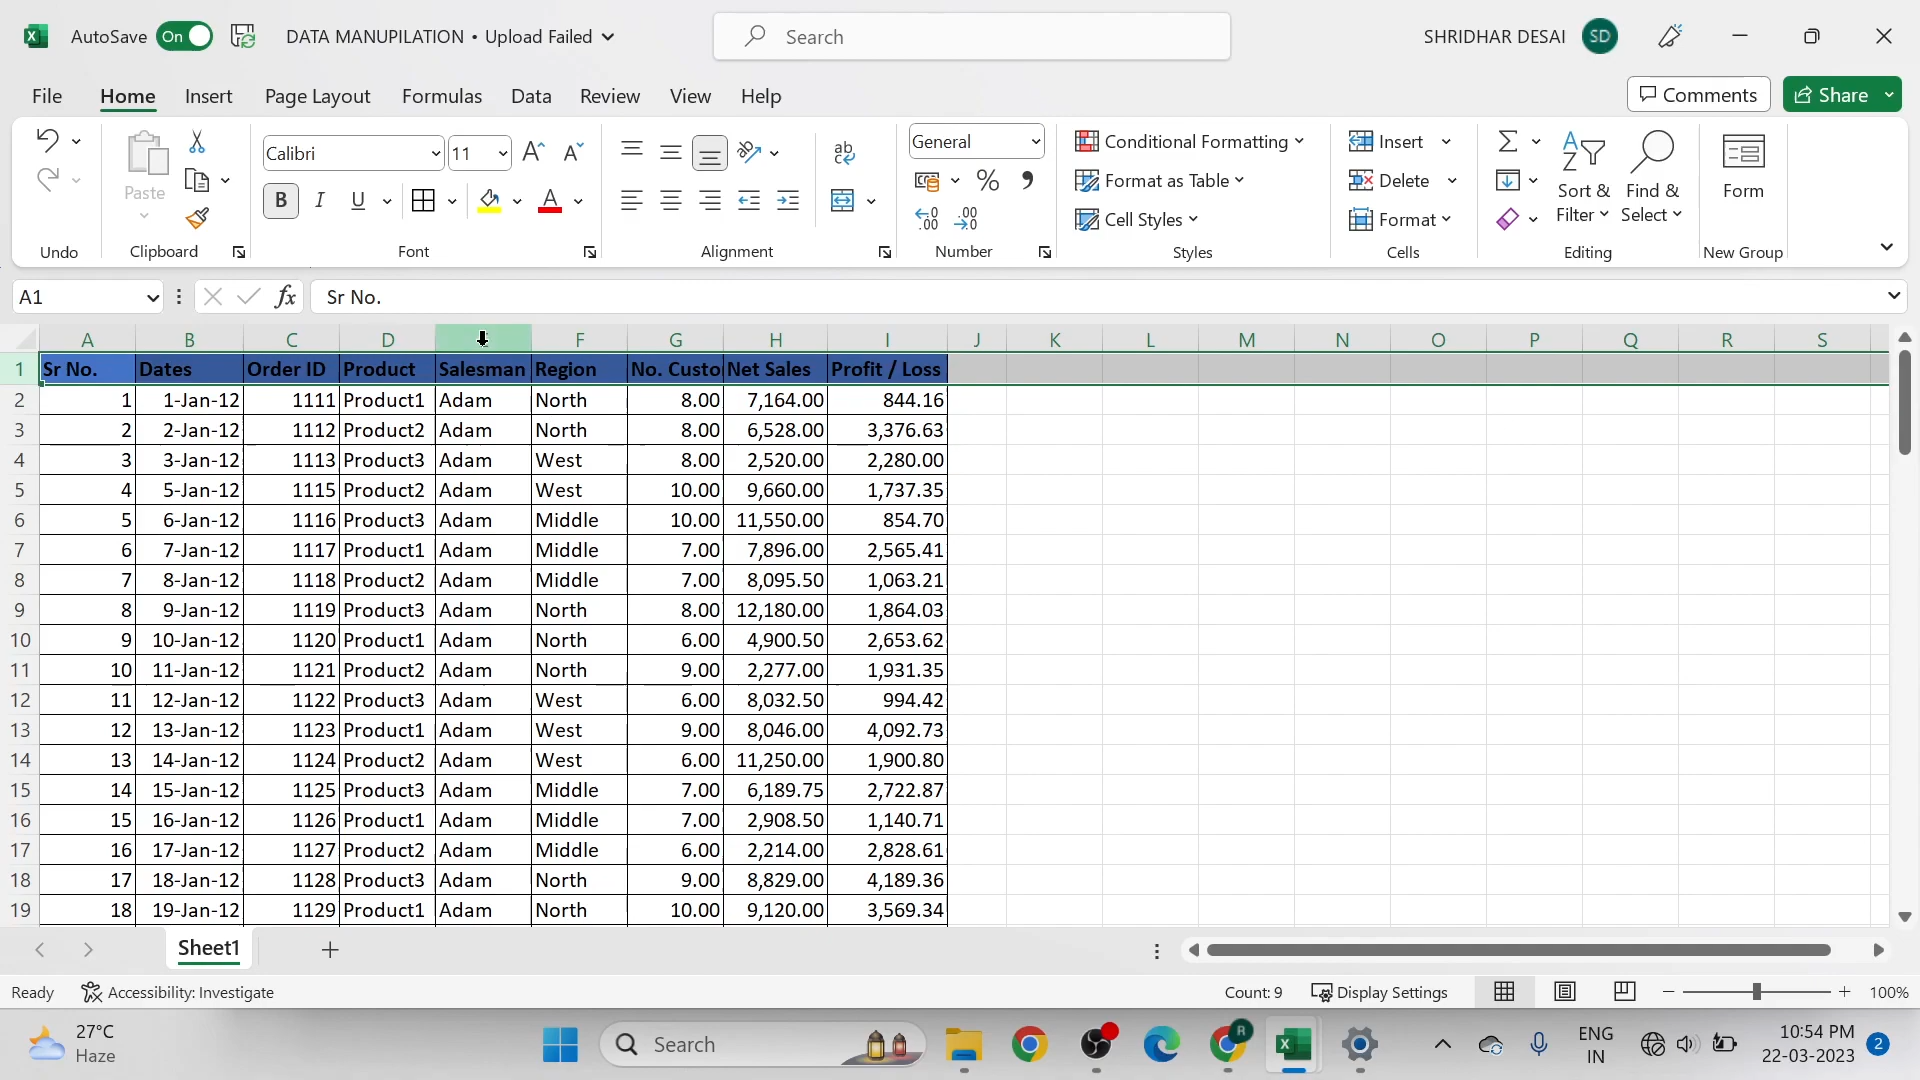 AutoSave On DATA MANUPILATION • Upload Failed Search SHRIDHAR DESAI SD
File Home Insert Page Layout Formulas Data Review View Help Comments Share
Calibri 11 General Conditional Formatting Insert
Paste Format as Table Delete Sort & Filter Find & Select Form
Cell Styles Format
Undo Clipboard Font Alignment Number Styles Cells Editing New Group
A1 fx Sr No.
A B C D F G H I J K L M N O P Q R S
1 Sr No. Dates Order ID Product Salesman Region No. Custo Net Sales Profit / Loss
2 1 1-Jan-12 1111 Product1 Adam North 8.00 7,164.00 844.16
3 2 2-Jan-12 1112 Product2 Adam North 8.00 6,528.00 3,376.63
4 3 3-Jan-12 1113 Product3 Adam West 8.00 2,520.00 2,280.00
5 4 5-Jan-12 1115 Product2 Adam West 10.00 9,660.00 1,737.35
6 5 6-Jan-12 1116 Product3 Adam Middle 10.00 11,550.00 854.70
7 6 7-Jan-12 1117 Product1 Adam Middle 7.00 7,896.00 2,565.41
8 7 8-Jan-12 1118 Product2 Adam Middle 7.00 8,095.50 1,063.21
9 8 9-Jan-12 1119 Product3 Adam North 8.00 12,180.00 1,864.03
10 9 10-Jan-12 1120 Product1 Adam North 6.00 4,900.50 2,653.62
11 10 11-Jan-12 1121 Product2 Adam North 9.00 2,277.00 1,931.35
12 11 12-Jan-12 1122 Product3 Adam West 6.00 8,032.50 994.42
13 12 13-Jan-12 1123 Product1 Adam West 9.00 8,046.00 4,092.73
14 13 14-Jan-12 1124 Product2 Adam West 6.00 11,250.00 1,900.80
15 14 15-Jan-12 1125 Product3 Adam Middle 7.00 6,189.75 2,722.87
16 15 16-Jan-12 1126 Product1 Adam Middle 7.00 2,908.50 1,140.71
17 16 17-Jan-12 1127 Product2 Adam Middle 6.00 2,214.00 2,828.61
18 17 18-Jan-12 1128 Product3 Adam North 9.00 8,829.00 4,189.36
19 18 19-Jan-12 1129 Product1 Adam North 10.00 9,120.00 3,569.34
Sheet1
Ready Accessibility: Investigate Count: 9 Display Settings 100%
27°C ENG 10:54 PM
Haze Search IN 22-03-2023 2